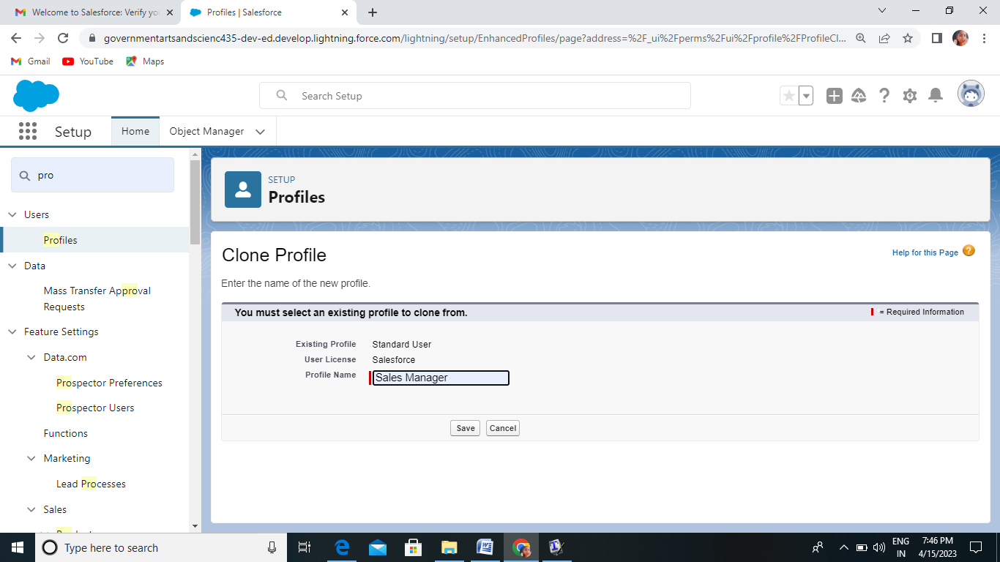 Welcome to Salesforce: Verify yo
Profiles | Salesforce
governmentartsandscienc435-dev-ed.develop.lightning.force.com/lightning/setup/EnhancedProfiles/page?address=%2F_ui%2Fperms%2Fui%2Fprofile%2FProfileCl...
Gmail
YouTube
Maps
Search Setup
Setup
Home
Object Manager
pro
Users
Profiles
Data
Mass Transfer Approval
Requests
Feature Settings
Data.com
Prospector Preferences
Prospector Users
Functions
Marketing
Lead Processes
Sales
SETUP
Profiles
Clone Profile
Help for this Page
Enter the name of the new profile.
You must select an existing profile to clone from.
= Required Information
Existing Profile Standard User
User License Salesforce
Profile Name Sales Manager
Save
Cancel
Type here to search
ENG
IN
7:46 PM
4/15/2023